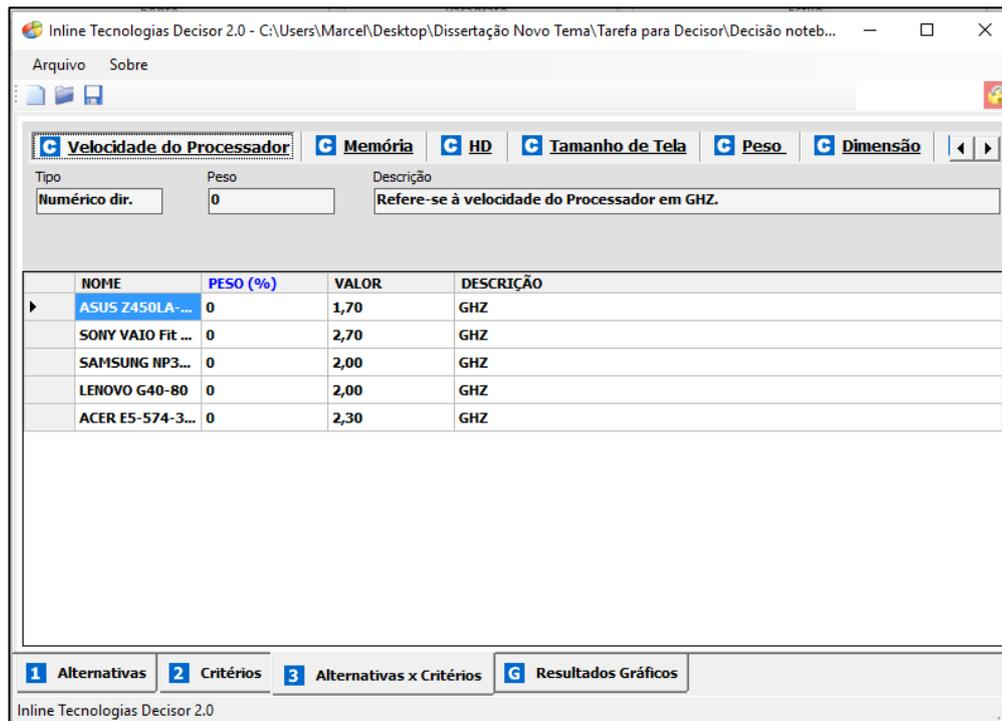 Inline Tecnologias Decisor 2.0 - C:\Users\Marcel\Desktop\Dissertação Novo Tema\Tarefa para Decisor\Decisão noteb...
Arquivo Sobre
C Velocidade do Processador C Memória C HD C Tamanho de Tela C Peso C Dimensão
Tipo Peso Descrição
Numérico dir. 0 Refere-se à velocidade do Processador em GHZ.
NOME PESO (%) VALOR DESCRIÇÃO
ASUS Z450LA-... 0 1,70 GHZ
SONY VAIO Fit ... 0 2,70 GHZ
SAMSUNG NP3... 0 2,00 GHZ
LENOVO G40-80 0 2,00 GHZ
ACER E5-574-3... 0 2,30 GHZ
1 Alternativas 2 Critérios 3 Alternativas x Critérios G Resultados Gráficos
Inline Tecnologias Decisor 2.0